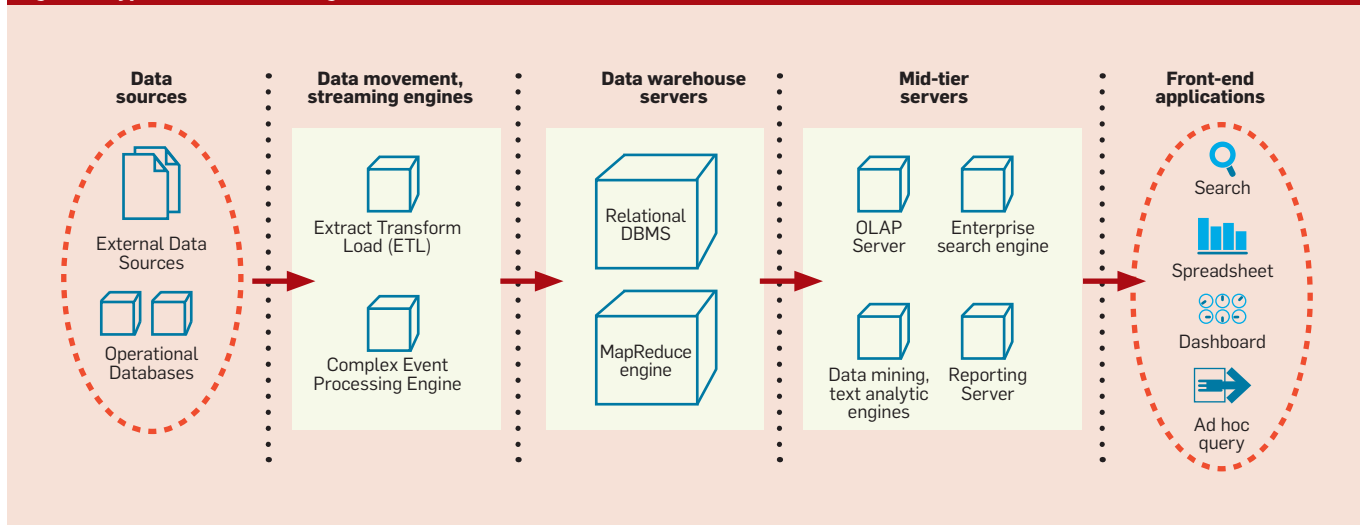 Data
sources
External Data
Sources
Operational
Databases
Data movement,
streaming engines
Extract Transform
Load (ETL)
Complex Event
Processing Engine
Data warehouse
servers
Relational
DBMS
MapReduce
engine
Mid-tier
servers
OLAP
Server
Enterprise
search engine
Data mining,
text analytic
engines
Reporting
Server
Front-end
applications
Search
Spreadsheet
Dashboard
Ad hoc
query